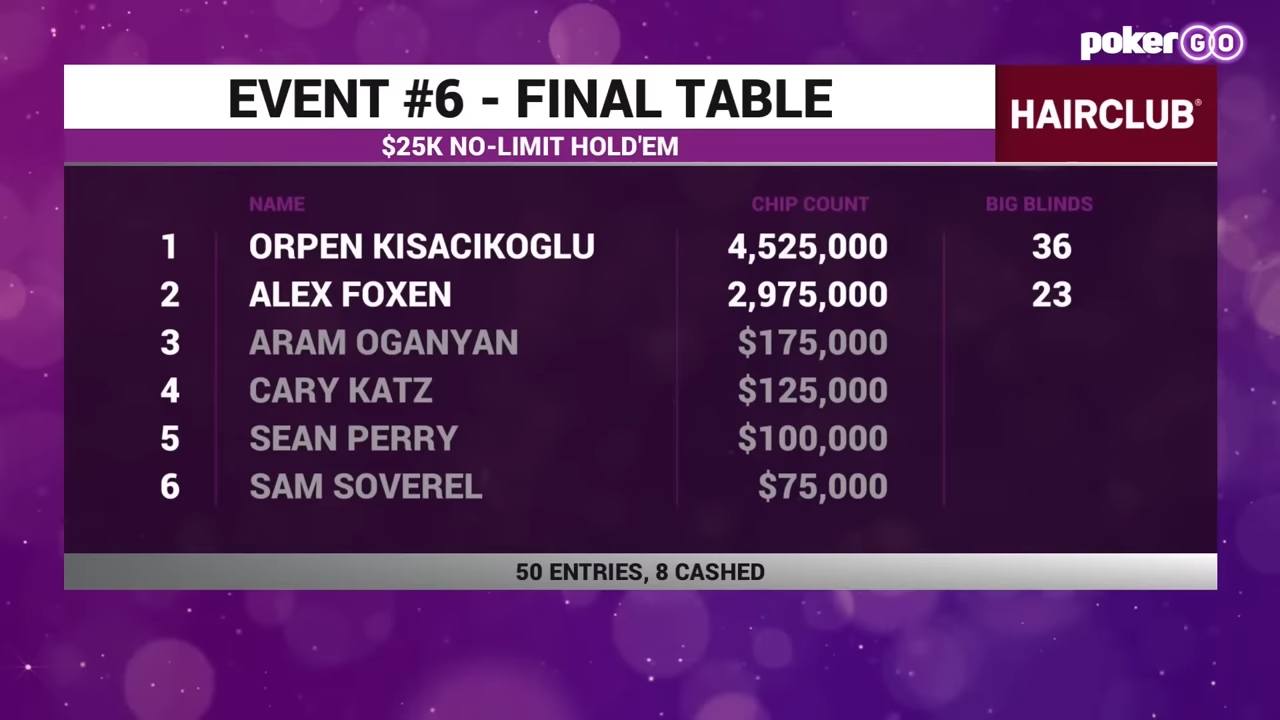 poker GO
EVENT #6 - FINAL TABLE
HAIRCLUB®
$25K NO-LIMIT HOLD'EM
NAME CHIP COUNT BIG BLINDS
1 ORPEN KISACIKOGLU 4,525,000 36
2 ALEX FOXEN 2,975,000 23
3 ARAM OGANYAN $175,000
4 CARY KATZ $125,000
5 SEAN PERRY $100,000
6 SAM SOVEREL $75,000
50 ENTRIES, 8 CASHED